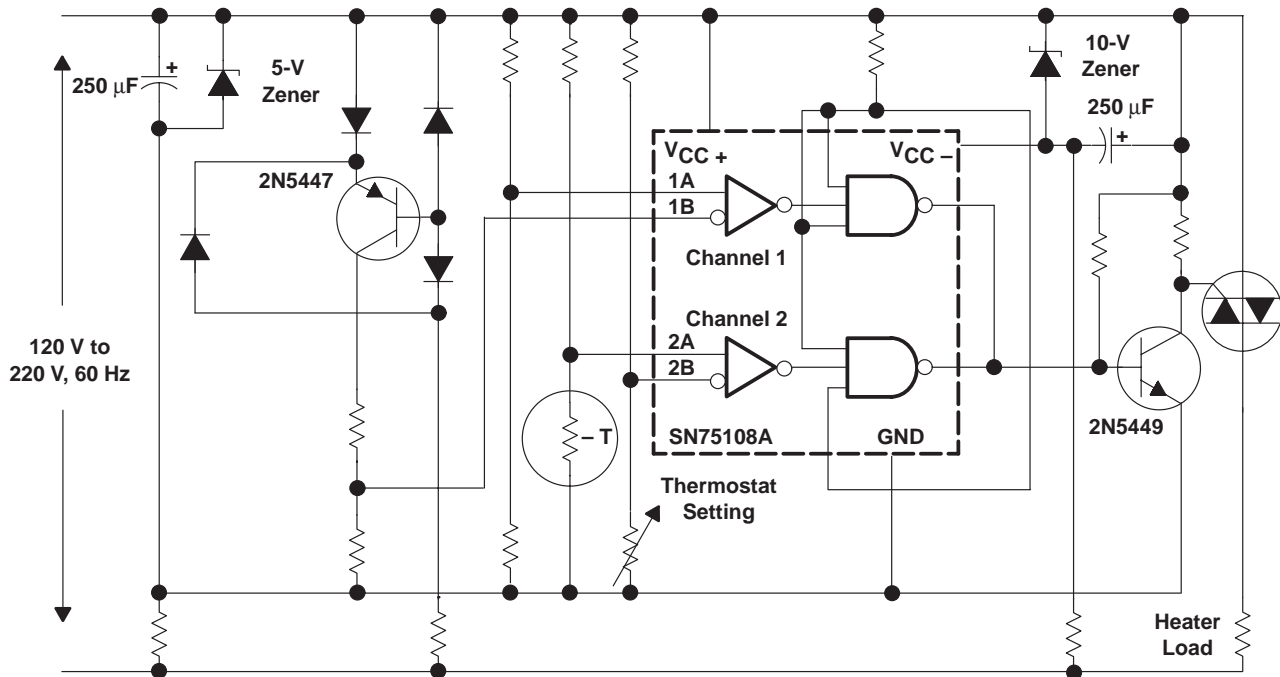 250 μF
+
5-V
Zener
2N5447
120 V to
220 V, 60 Hz
– T
Thermostat
Setting
VCC +
VCC –
1A
1B
Channel 1
Channel 2
2A
2B
SN75108A
GND
10-V
Zener
250 μF
+
2N5449
Heater
Load